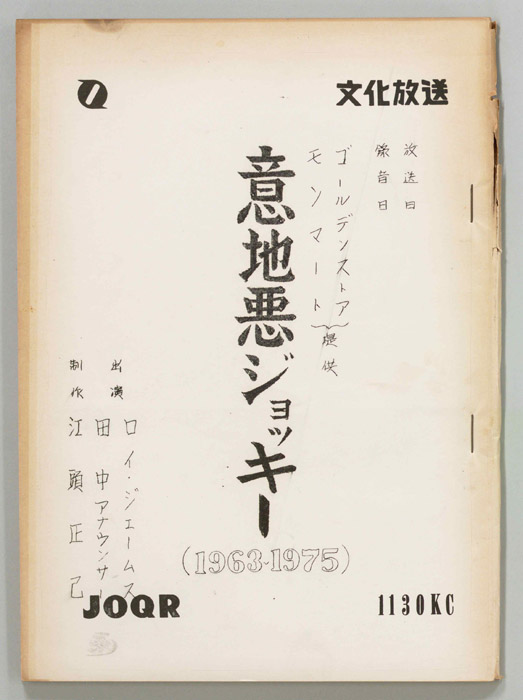 文化放送
放送日
録音日
ゴールデンストア
モンマート
提供
意地悪ジョッキー
(1963~1975)
出演 ロイ・ジェームス
田中アナウンサー
制作 江頭正己
JOQR
1130KC